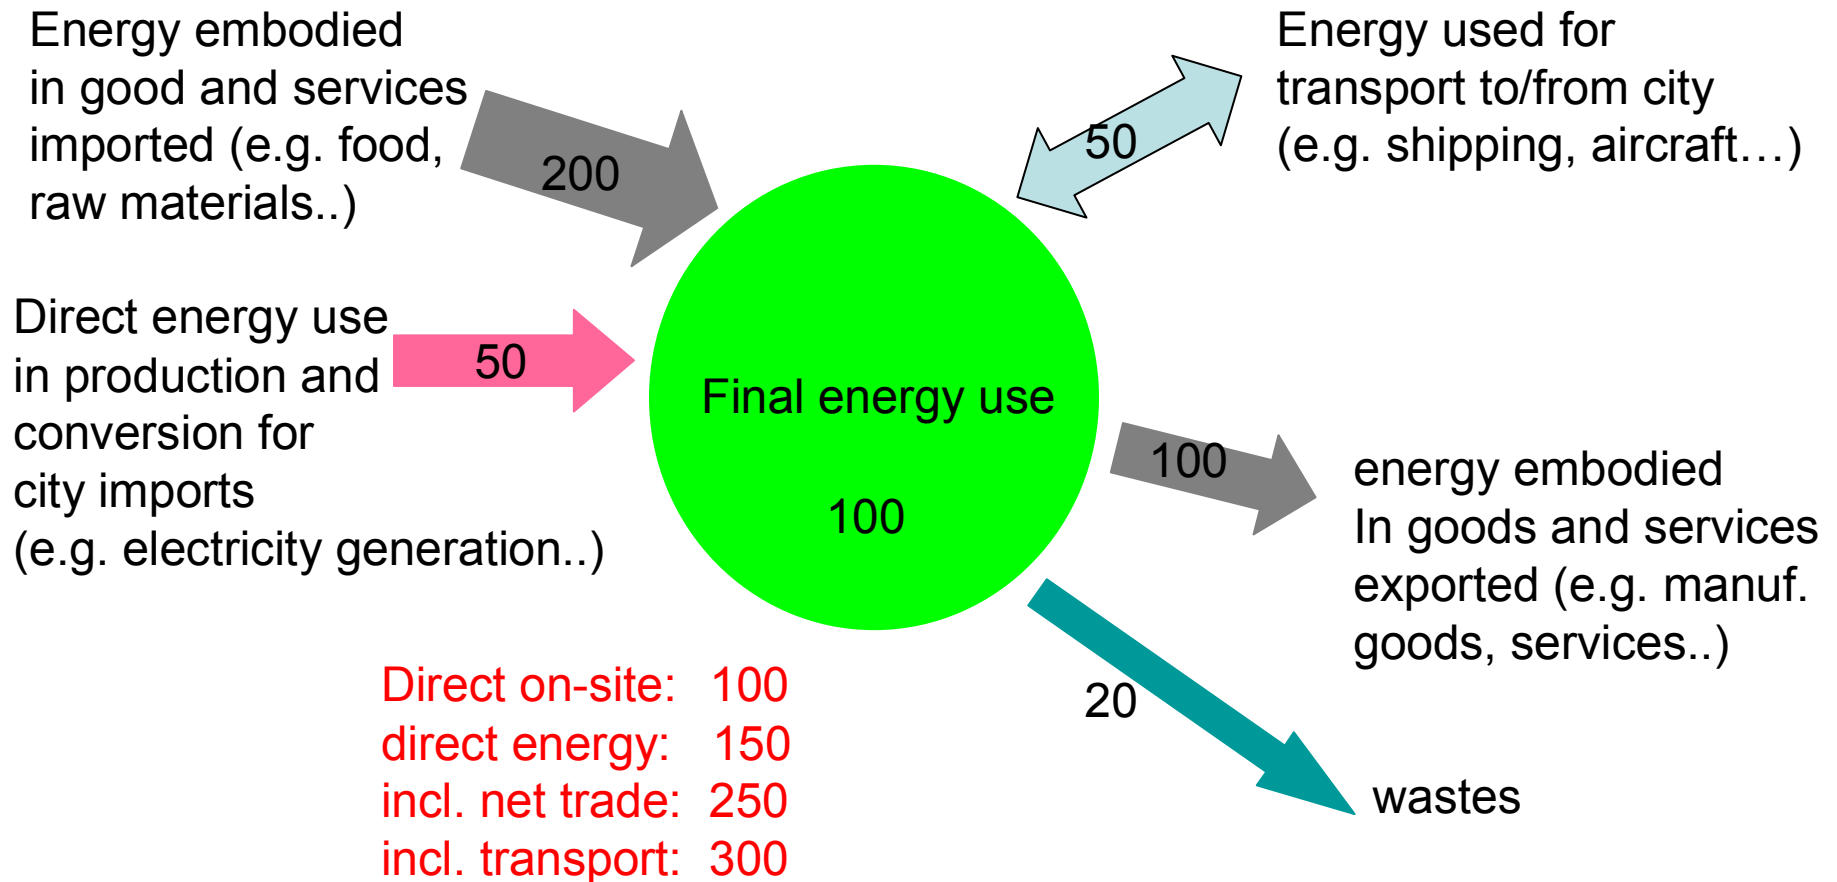 Energy embodied
in good and services
imported (e.g. food,
raw materials..)
200
Energy used for
transport to/from city
(e.g. shipping, aircraft…)
50
Direct energy use
in production and
conversion for
city imports
(e.g. electricity generation..)
50
Final energy use
100
100
energy embodied
In goods and services
exported (e.g. manuf.
goods, services..)
20
wastes
Direct on-site: 100
direct energy: 150
incl. net trade: 250
incl. transport: 300